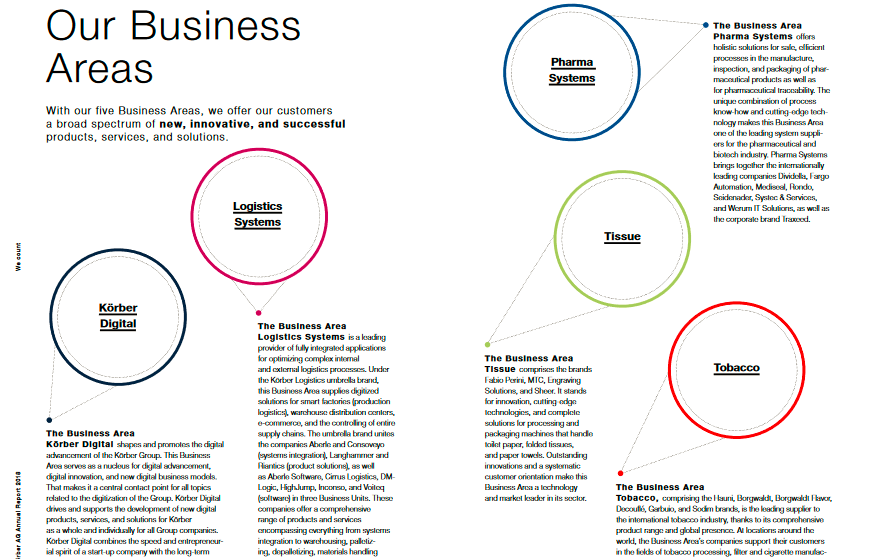 Our Business
Areas
With our five Business Areas, we offer our customers
a broad spectrum of new, innovative, and successful
products, services, and solutions.
Logistics
Systems
Körber
Digital
We count
The Business Area
Körber Digital shapes and promotes the digital
advancement of the Körber Group. This Business
Area serves as a nucleus for digital advancement,
digital innovation, and new digital business models.
That makes it a central contact point for all topics
related to the digitization of the Group. Körber Digital
drives and supports the development of new digital
products, services, and solutions for Körber
as a whole and individually for all Group companies.
Körber Digital combines the speed and entrepreneur-
ial spirit of a start-up company with the long-term
rber AG Annual Report 2018
The Business Area
Logistics Systems is a leading
provider of fully integrated applications
for optimizing complex internal
and external logistics processes. Under
the Körber Logistics umbrella brand,
this Business Area supplies digitized
solutions for smart factories (production
logistics), warehouse distribution centers,
e-commerce, and the controlling of entire
supply chains. The umbrella brand unites
the companies Aberle and Consoveyo
(systems integration), Langhammer and
Riantics (product solutions), as well
as Aberle Software, Cirrus Logistics, DM-
Logic, HighJump, Inconso, and Voiteq
(software) in three Business Units. These
companies offer a comprehensive
range of products and services
encompassing everything from systems
integration to warehousing, palletiz-
ing, depalletizing, materials handling
Pharma
Systems
The Business Area
Pharma Systems offers
holistic solutions for safe, efficient
processes in the manufacture,
inspection, and packaging of phar-
maceutical products as well as
for pharmaceutical traceability. The
unique combination of process
know-how and cutting-edge tech-
nology makes this Business Area
one of the leading system suppli-
ers for the pharmaceutical and
biotech industry. Pharma Systems
brings together the internationally
leading companies Dividella, Fargo
Automation, Mediseal, Rondo,
Seidenader, Systec & Services,
and Werum IT Solutions, as well as
the corporate brand Traxeed.
Tissue
The Business Area
Tissue comprises the brands
Fabio Perini, MTC, Engraving
Solutions, and Sheer. It stands
for innovation, cutting-edge
technologies, and complete
solutions for processing and
packaging machines that handle
toilet paper, folded tissues,
and paper towels. Outstanding
innovations and a systematic
customer orientation make this
Business Area a technology
and market leader in its sector.
Tobacco
The Business Area
Tobacco, comprising the Hauni, Borgwaldt, Borgwaldt Flavor,
Decouflé, Garbuio, and Sodim brands, is the leading supplier to
the international tobacco industry, thanks to its comprehensive
product range and global presence. At locations around the
world, the Business Area's companies support their customers
in the fields of tobacco processing, filter and cigarette manufac-